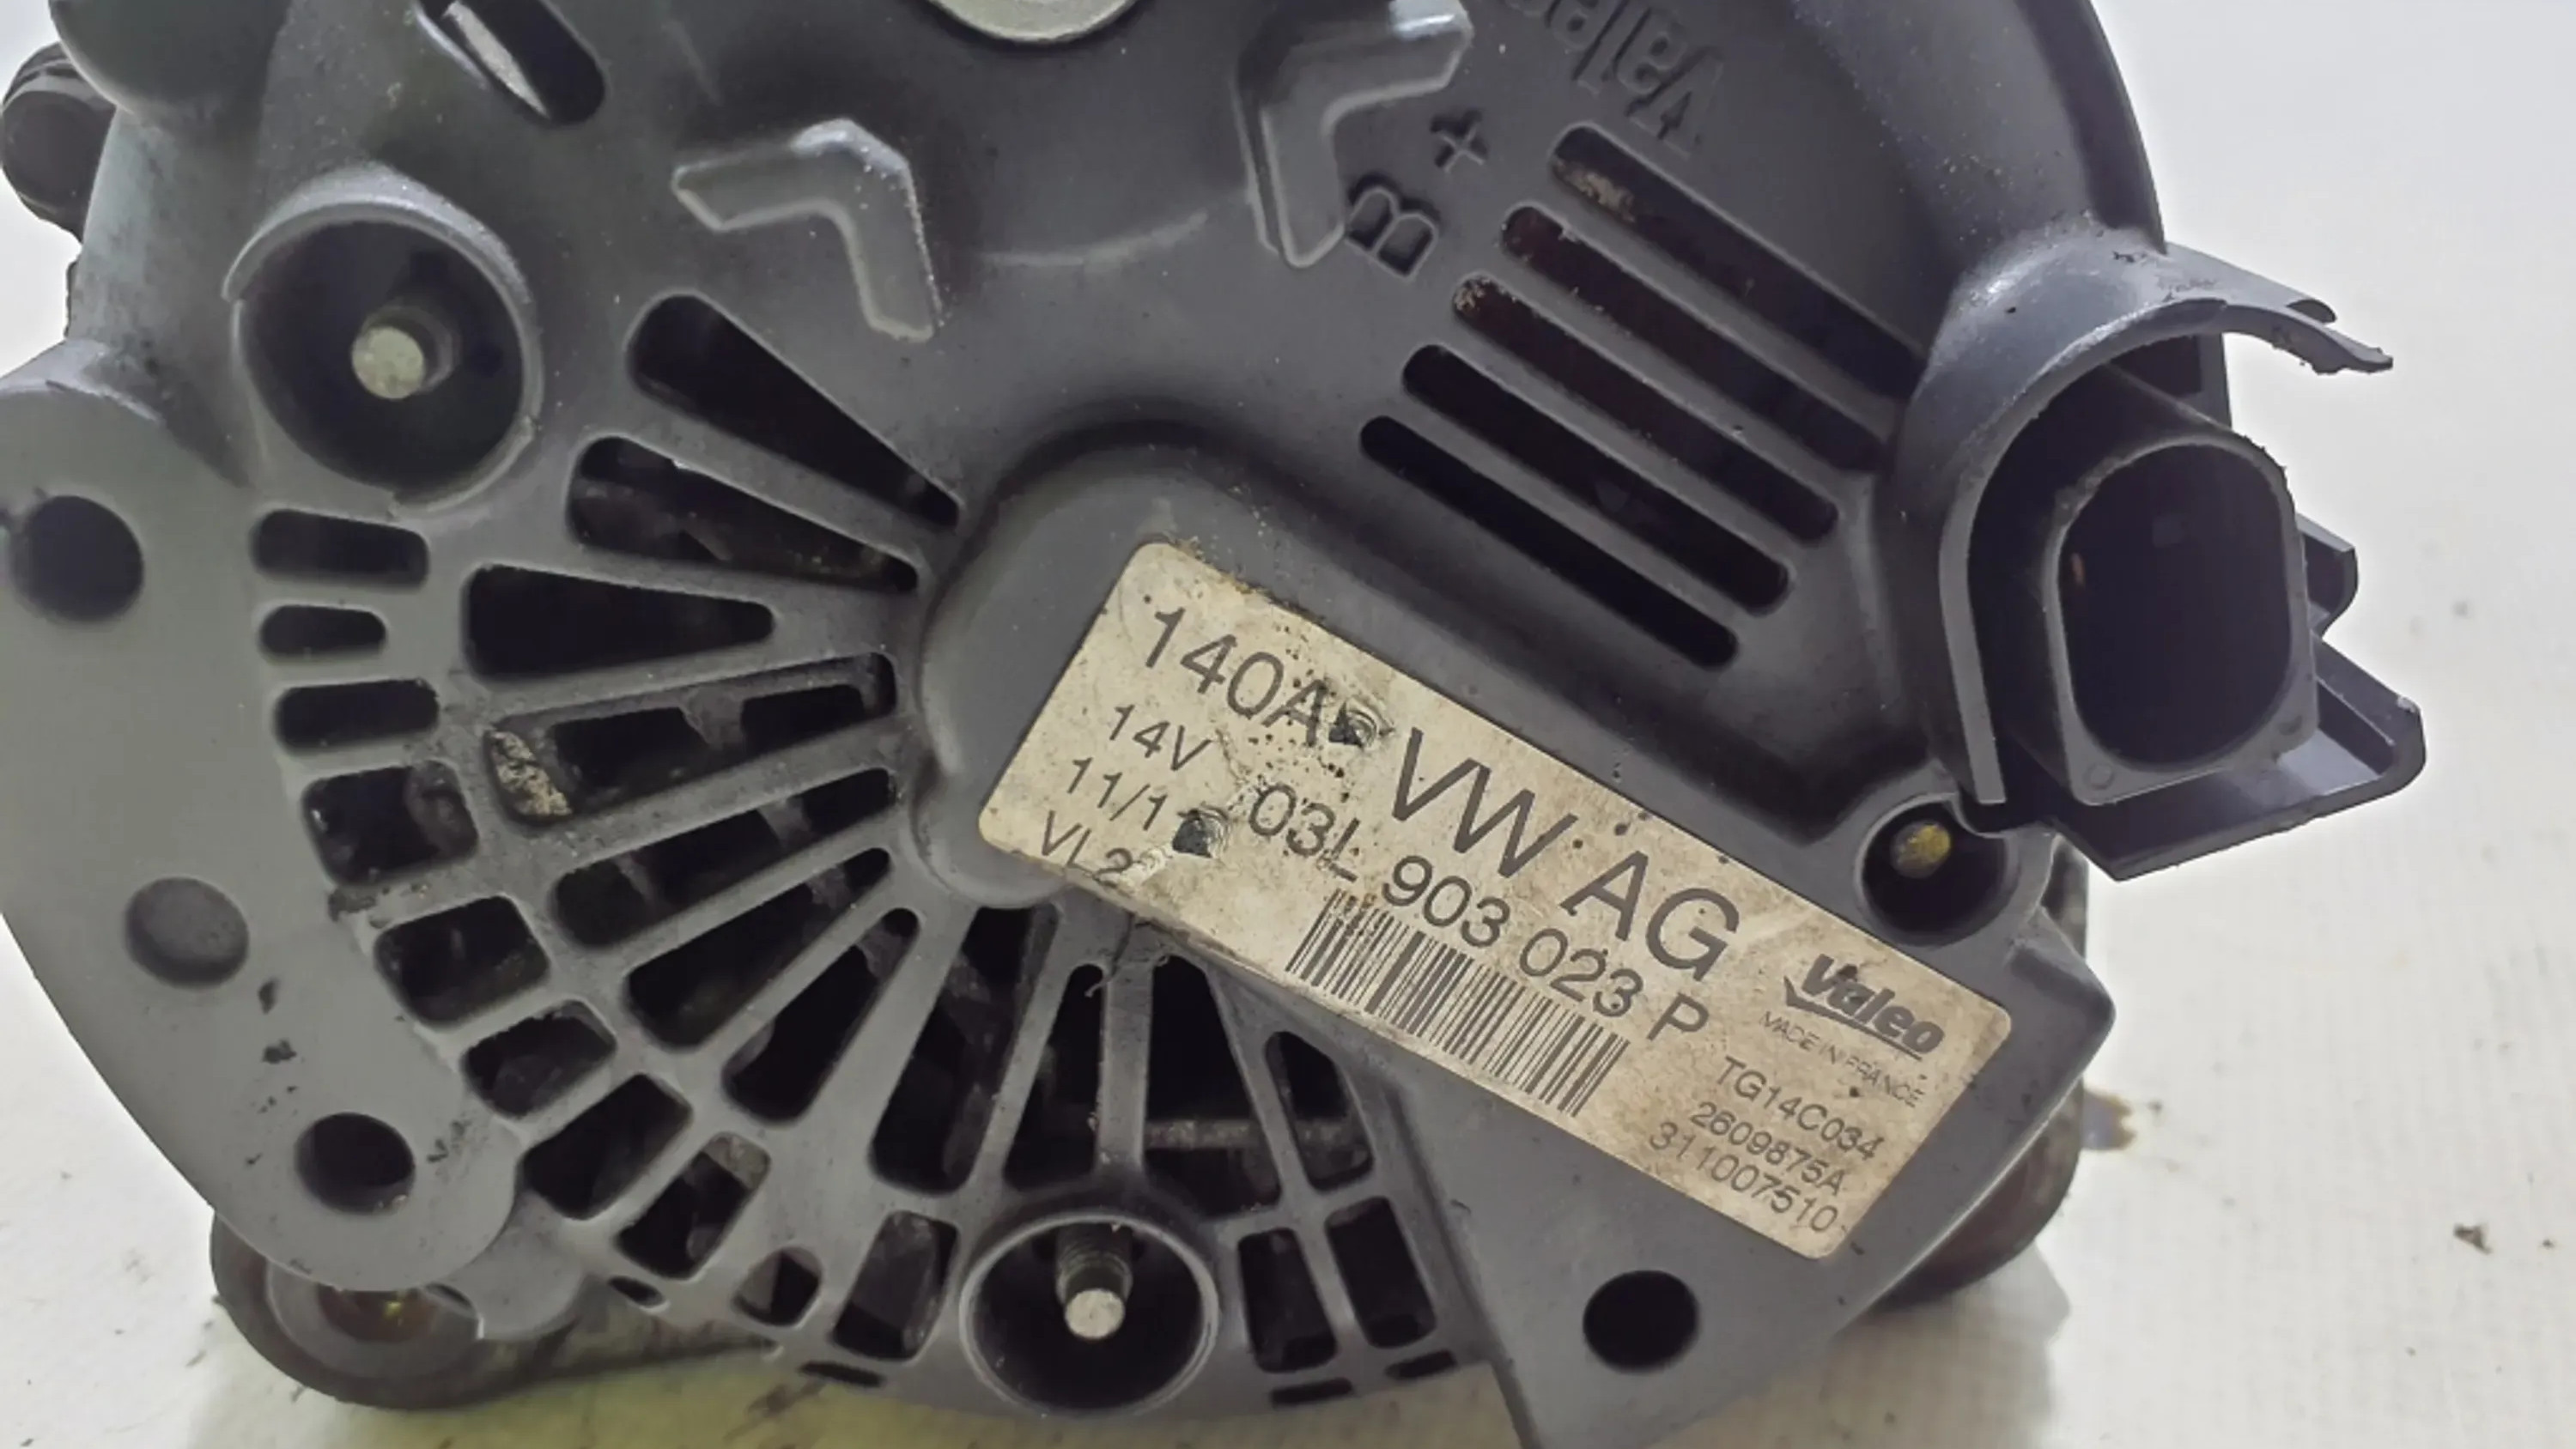 Valeo
B+
140A VW AG
14V 03L 903 023 P
11/1
VL2
Valeo
MADE IN FRANCE
TG14C034
2609875A
311007510